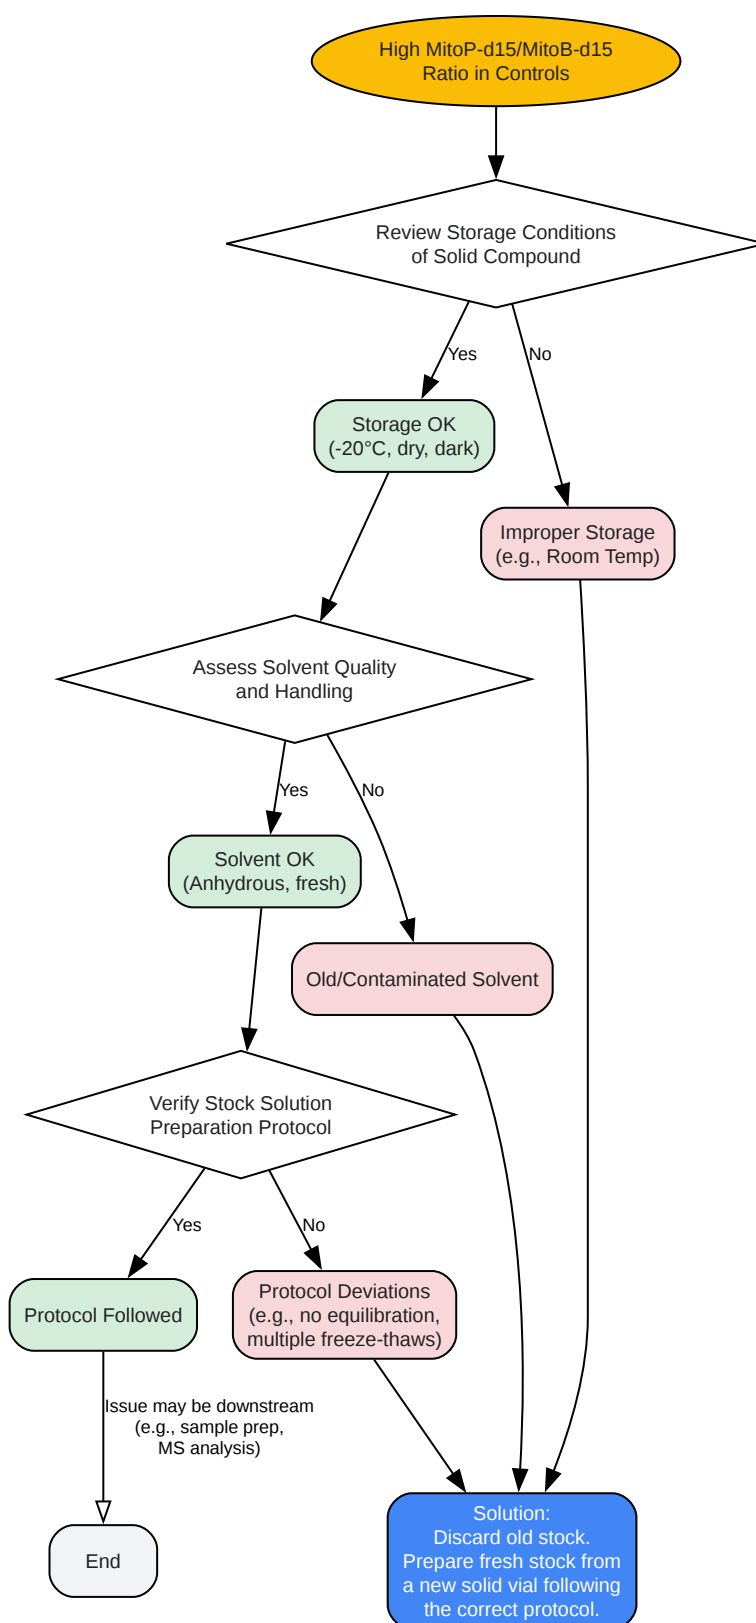 High MitoP-d15/MitoB-d15
Ratio in Controls
Review Storage Conditions
of Solid Compound
Yes
No
Storage OK
(-20°C, dry, dark)
Improper Storage
(e.g., Room Temp)
Assess Solvent Quality
and Handling
Yes
No
Solvent OK
(Anhydrous, fresh)
Old/Contaminated Solvent
Verify Stock Solution
Preparation Protocol
Yes
No
Protocol Followed
Protocol Deviations
(e.g., no equilibration,
multiple freeze-thaws)
Issue may be downstream
(e.g., sample prep,
MS analysis)
End
Solution:
Discard old stock.
Prepare fresh stock from
a new solid vial following
the correct protocol.